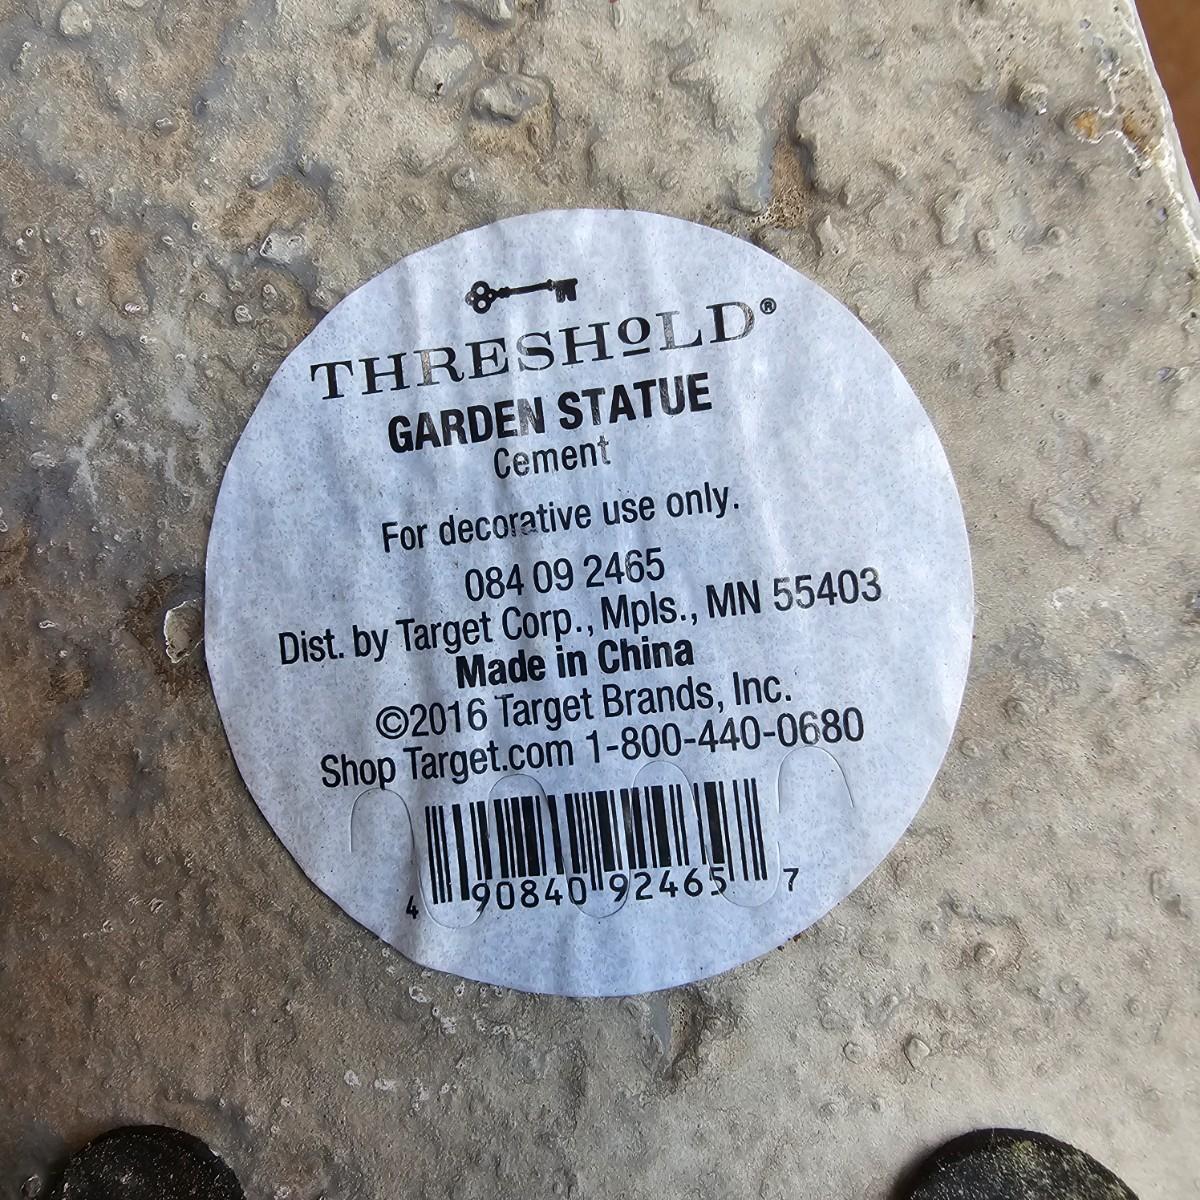 THRESHOLD®
GARDEN STATUE
Cement
For decorative use only.
084 09 2465
Dist. by Target Corp., Mpls., MN 55403
Made in China
©2016 Target Brands, Inc.
Shop Target.com 1-800-440-0680
4 90840 92465 7